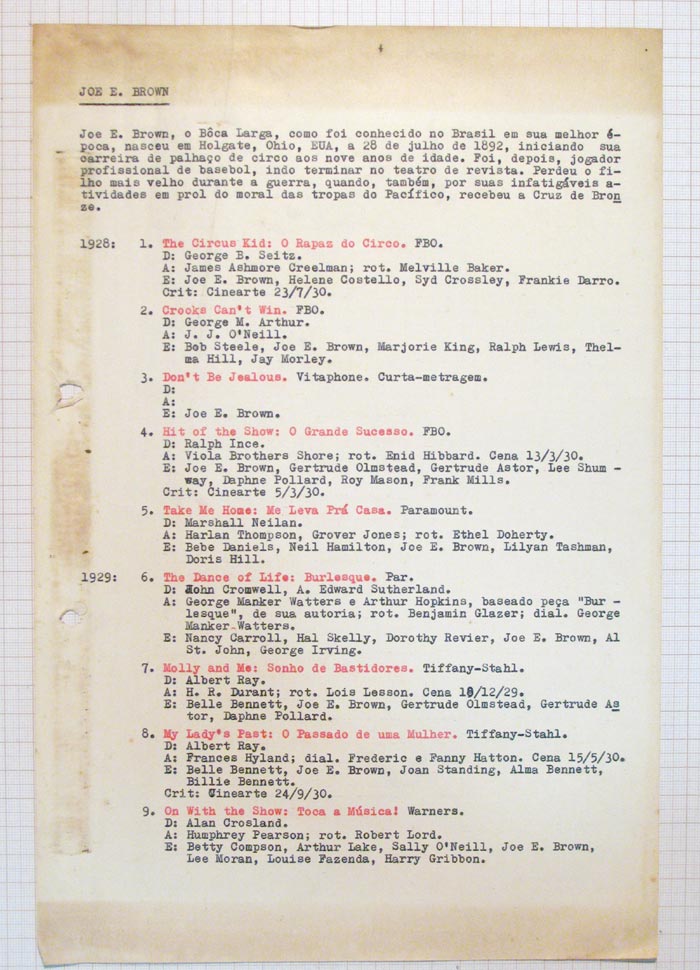 JOE E. BROWN
Joe E. Brown, o Bôca Larga, como foi conhecido no Brasil em sua melhor é-
poca, nasceu em Holgate, Ohio, EUA, a 28 de julho de 1892, iniciando sua
carreira de palhaço de circo aos nove anos de idade. Foi, depois, jogador
profissional de basebol, indo terminar no teatro de revista. Perdeu o fi-
lho mais velho durante a guerra, quando, também, por suas infatigáveis a-
tividades em prol do moral das tropas do Pacífico, recebeu a Cruz de Bron
ze.
1928: 1. The Circus Kid: O Rapaz do Circo. FBO.
D: George B. Seitz.
A: James Ashmore Creelman; rot. Melville Baker.
E: Joe E. Brown, Helene Costello, Syd Crossley, Frankie Darro.
Crit: Cinearte 23/7/30.
2. Crooks Can't Win. FBO.
D: George M. Arthur.
A: J. J. O'Neill.
E: Bob Steele, Joe E. Brown, Marjorie King, Ralph Lewis, Thel-
ma Hill, Jay Morley.
3. Don't Be Jealous. Vitaphone. Curta-metragem.
D:
A:
E: Joe E. Brown.
4. Hit of the Show: O Grande Sucesso. FBO.
D: Ralph Ince.
A: Viola Brothers Shore; rot. Enid Hibbard. Cena 13/3/30.
E: Joe E. Brown, Gertrude Olmstead, Gertrude Astor, Lee Shum -
way, Daphne Pollard, Roy Mason, Frank Mills.
Crit: Cinearte 5/3/30.
5. Take Me Home: Me Leva Prá Casa. Paramount.
D: Marshall Neilan.
A: Harlan Thompson, Grover Jones; rot. Ethel Doherty.
E: Bebe Daniels, Neil Hamilton, Joe E. Brown, Lilyan Tashman,
Doris Hill.
1929: 6. The Dance of Life: Burlesque. Par.
D: John Cromwell, A. Edward Sutherland.
A: George Manker Watters e Arthur Hopkins, baseado peça "Bur -
lesque", de sua autoria; rot. Benjamin Glazer; dial. George
Manker Watters.
E: Nancy Carroll, Hal Skelly, Dorothy Revier, Joe E. Brown, Al
St. John, George Irving.
7. Molly and Me: Sonho de Bastidores. Tiffany-Stahl.
D: Albert Ray.
A: H. R. Durant; rot. Lois Lesson. Cena 18/12/29.
E: Belle Bennett, Joe E. Brown, Gertrude Olmstead, Gertrude As
tor, Daphne Pollard.
8. My Lady's Past: O Passado de uma Mulher. Tiffany-Stahl.
D: Albert Ray.
A: Frances Hyland; dial. Frederic e Fanny Hatton. Cena 15/5/30.
E: Belle Bennett, Joe E. Brown, Joan Standing, Alma Bennett,
Billie Bennett.
Crit: Cinearte 24/9/30.
9. On With the Show: Toca a Música! Warners.
D: Alan Crosland.
A: Humphrey Pearson; rot. Robert Lord.
E: Betty Compson, Arthur Lake, Sally O'Neill, Joe E. Brown,
Lee Moran, Louise Fazenda, Harry Gribbon.